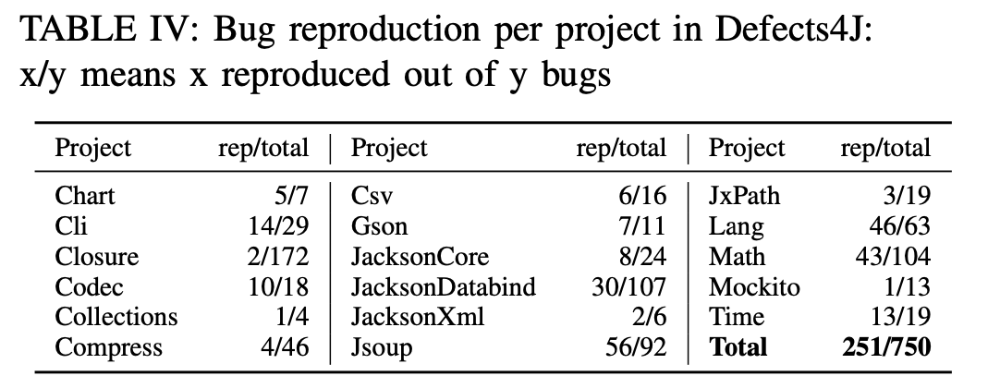 TABLE IV: Bug reproduction per project in Defects4J:
x/y means x reproduced out of y bugs
Project rep/total Project rep/total Project rep/total
Chart 5/7 Csv 6/16 JxPath 3/19
Cli 14/29 Gson 7/11 Lang 46/63
Closure 2/172 JacksonCore 8/24 Math 43/104
Codec 10/18 JacksonDatabind 30/107 Mockito 1/13
Collections 1/4 JacksonXml 2/6 Time 13/19
Compress 4/46 Jsoup 56/92 Total 251/750